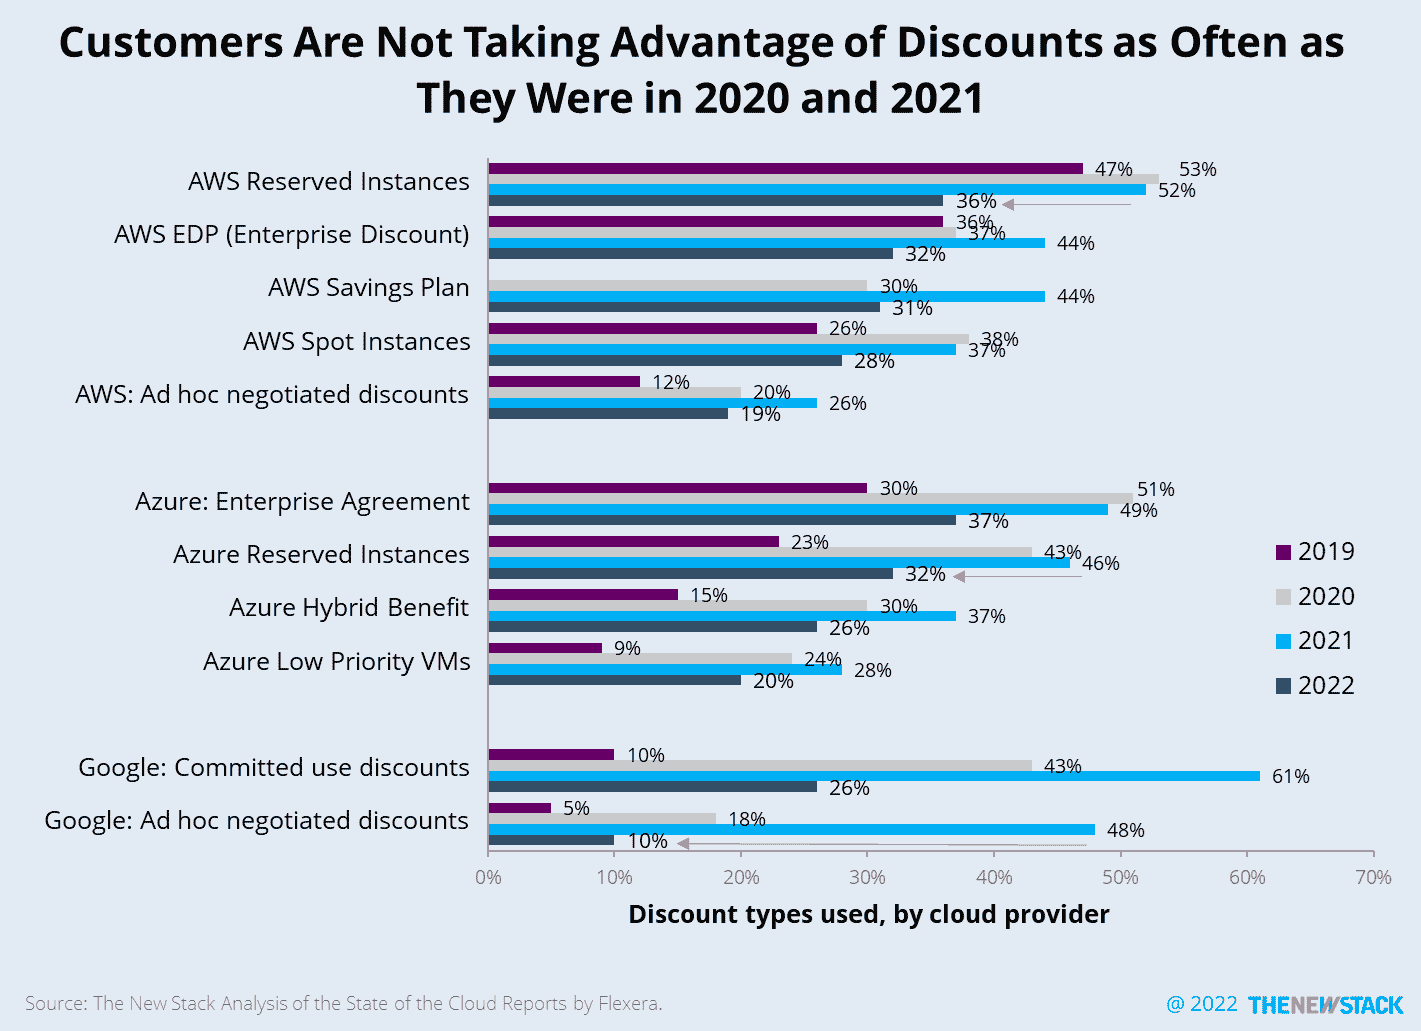 Customers Are Not Taking Advantage of Discounts as Often as
They Were in 2020 and 2021
AWS Reserved Instances
47%
53%
52%
36%
AWS EDP (Enterprise Discount)
36%
37%
44%
32%
AWS Savings Plan
30%
44%
31%
AWS Spot Instances
26%
38%
37%
28%
AWS: Ad hoc negotiated discounts
12%
20%
26%
19%
Azure: Enterprise Agreement
30%
51%
49%
37%
Azure Reserved Instances
23%
43%
46%
32%
Azure Hybrid Benefit
15%
30%
37%
26%
Azure Low Priority VMs
9%
24%
28%
20%
Google: Committed use discounts
10%
43%
61%
26%
Google: Ad hoc negotiated discounts
5%
18%
48%
10%
2019
2020
2021
2022
0% 10% 20% 30% 40% 50% 60% 70%
Discount types used, by cloud provider
Source: The New Stack Analysis of the State of the Cloud Reports by Flexera.
@ 2022 THENEWSTACK